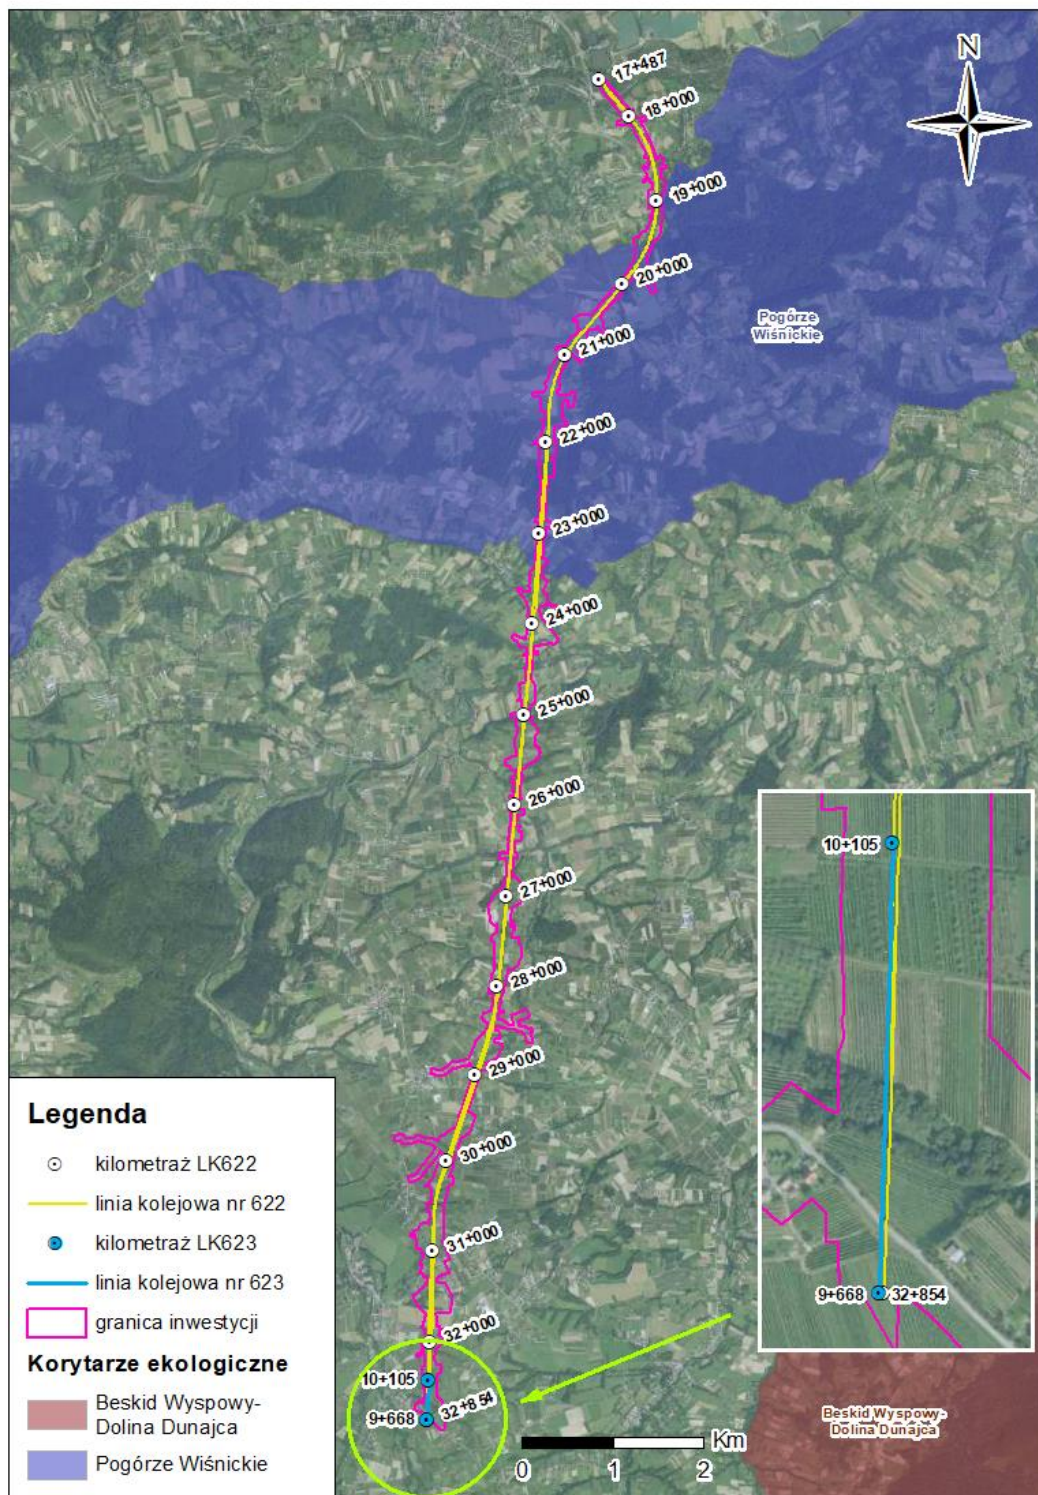 N
17+487
18+000
19+000
20+000
Pogórze
Wiśnickie
21+000
22+000
23+000
24+000
25+000
26+000
10+105
27+000
28+000
29+000
30+000
9+668
32+854
31+000
32+000
10+105
9+668
32+854
Beskid Wyspowy-
Dolina Dunajca
Km
0
1
2
Legenda
kilometraż LK622
linia kolejowa nr 622
kilometraż LK623
linia kolejowa nr 623
granica inwestycji
Korytarze ekologiczne
Beskid Wyspowy-
Dolina Dunajca
Pogórze Wiśnickie